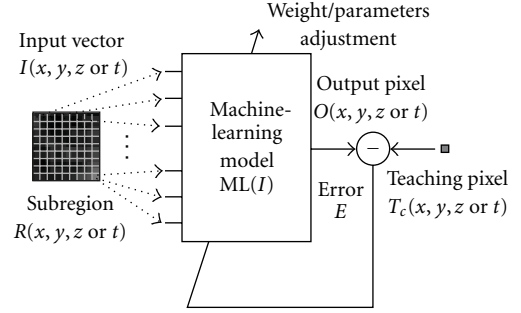 Weight/parameters
adjustment
Input vector
I(x, y, z or t)
Subregion
R(x, y, z or t)
Machine-
learning
model
ML(I)
Output pixel
O(x, y, z or t)
−
Error
E
Teaching pixel
T_c(x, y, z or t)